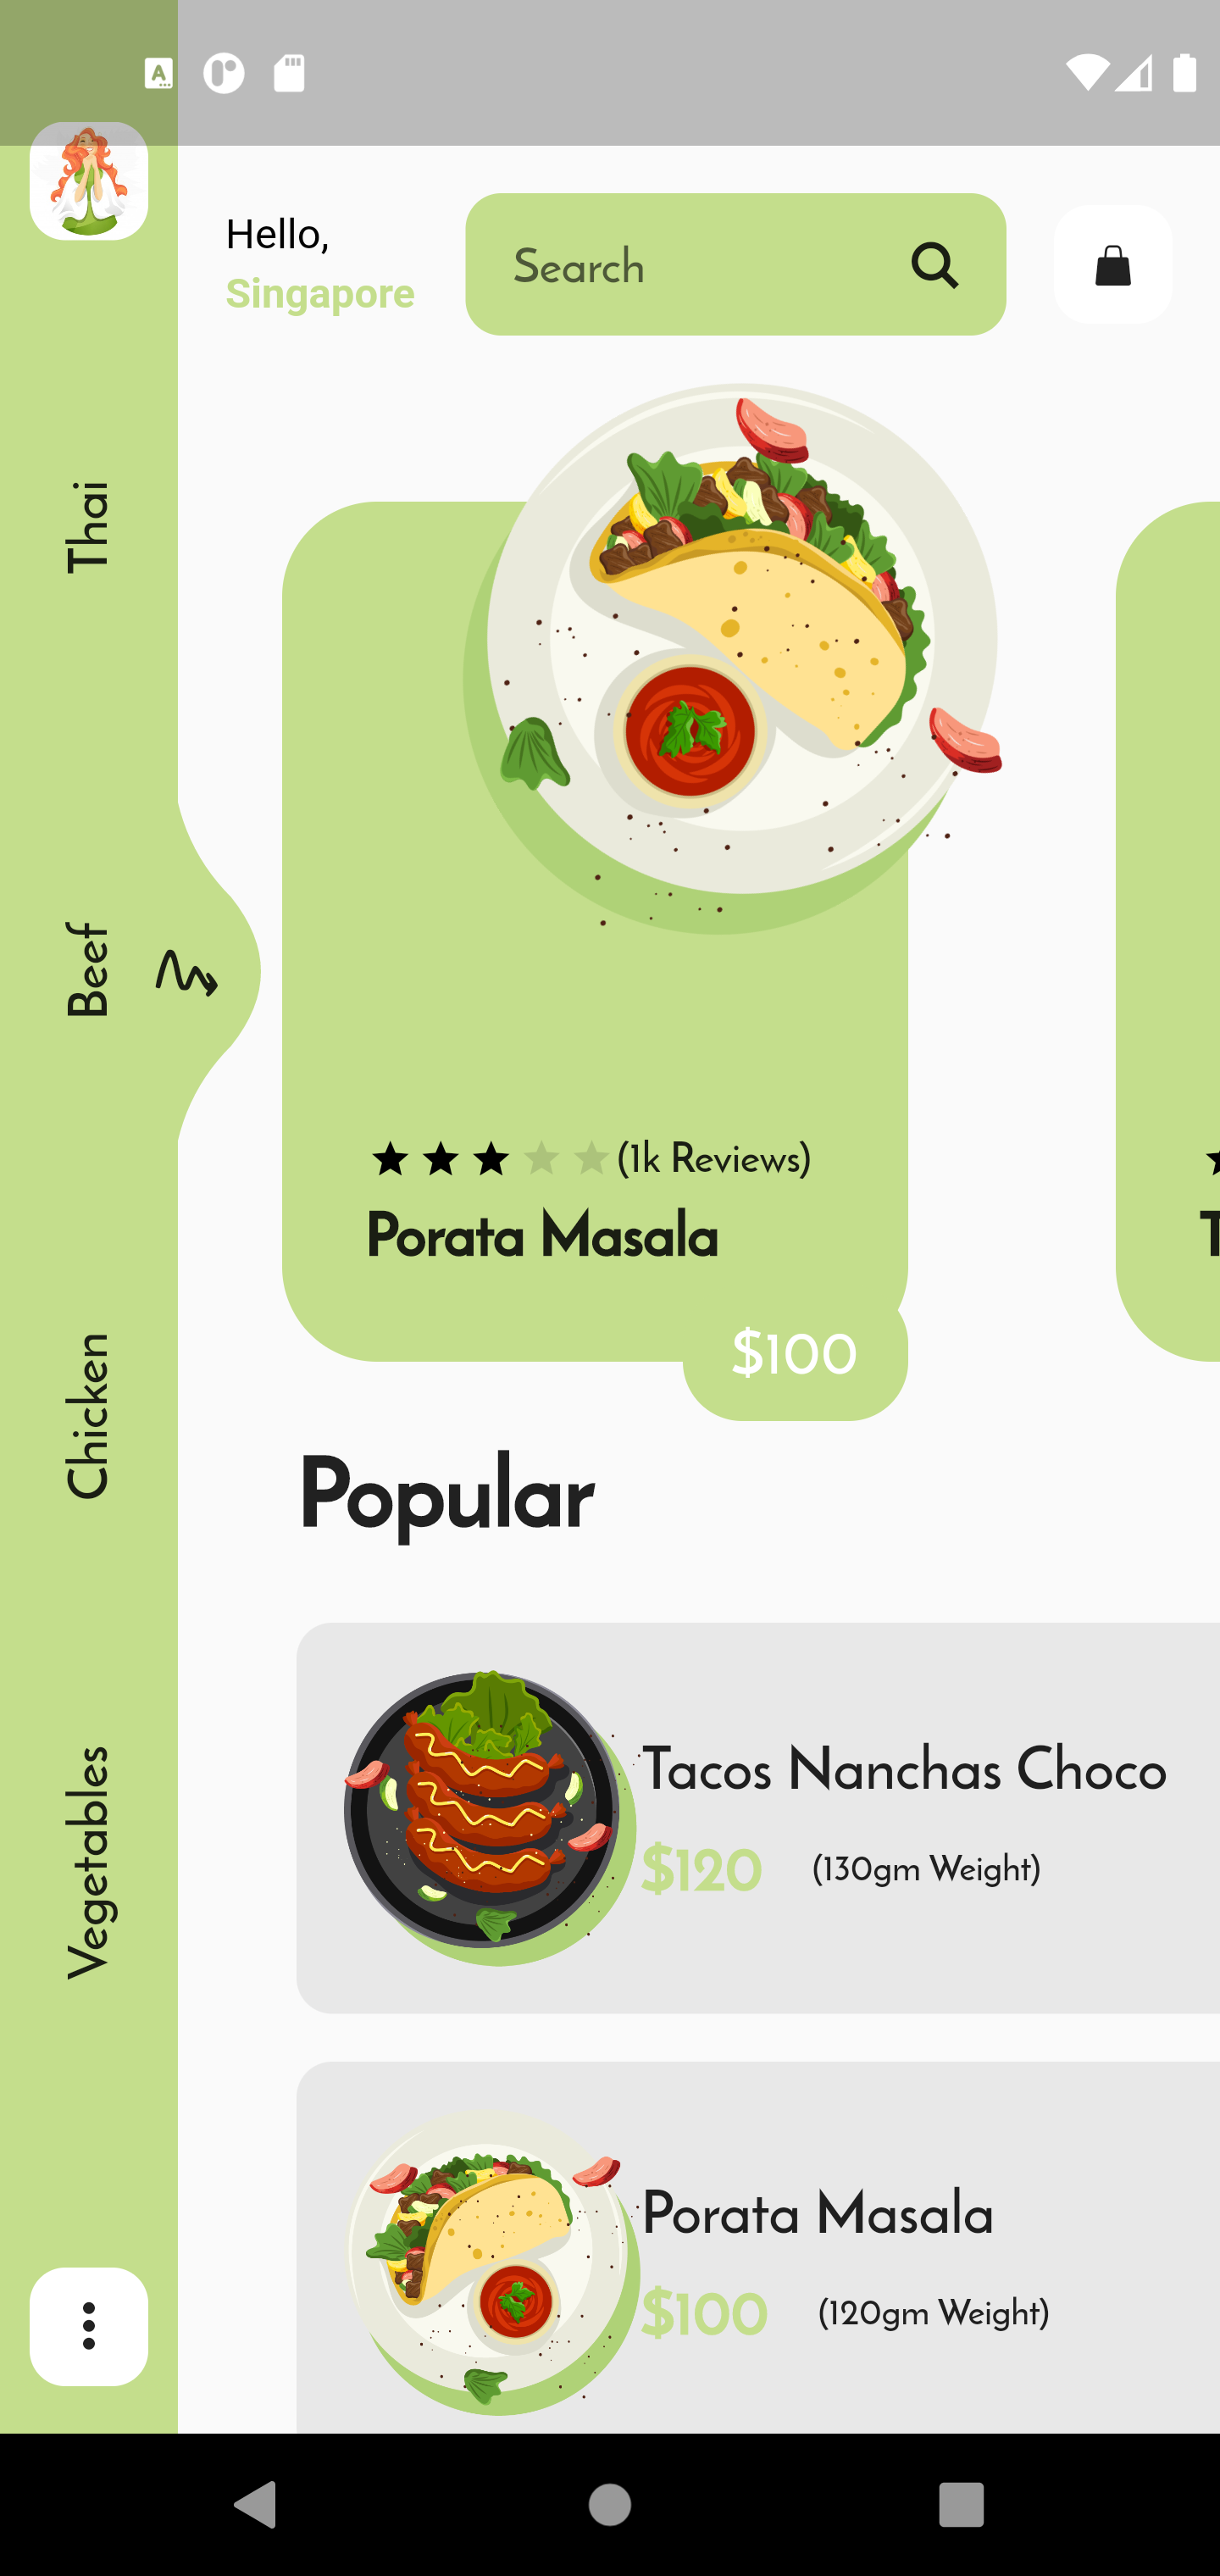 Hello,
Singapore
Search
Thai
Beef
Chicken
Vegetables
(1k Reviews)
Porata Masala
$100
Popular
Tacos Nanchas Choco
$120 (130gm Weight)
Porata Masala
$100 (120gm Weight)